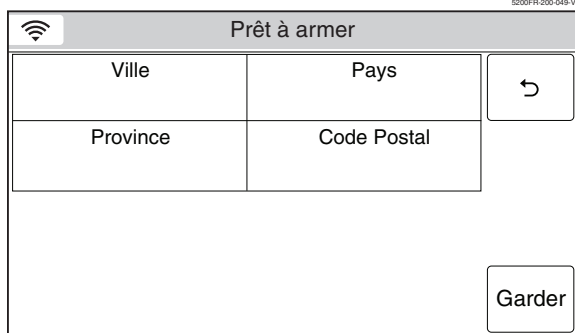 5200FR-200-049-V
Prêt à armer
Ville
Pays
Province
Code Postal
Garder